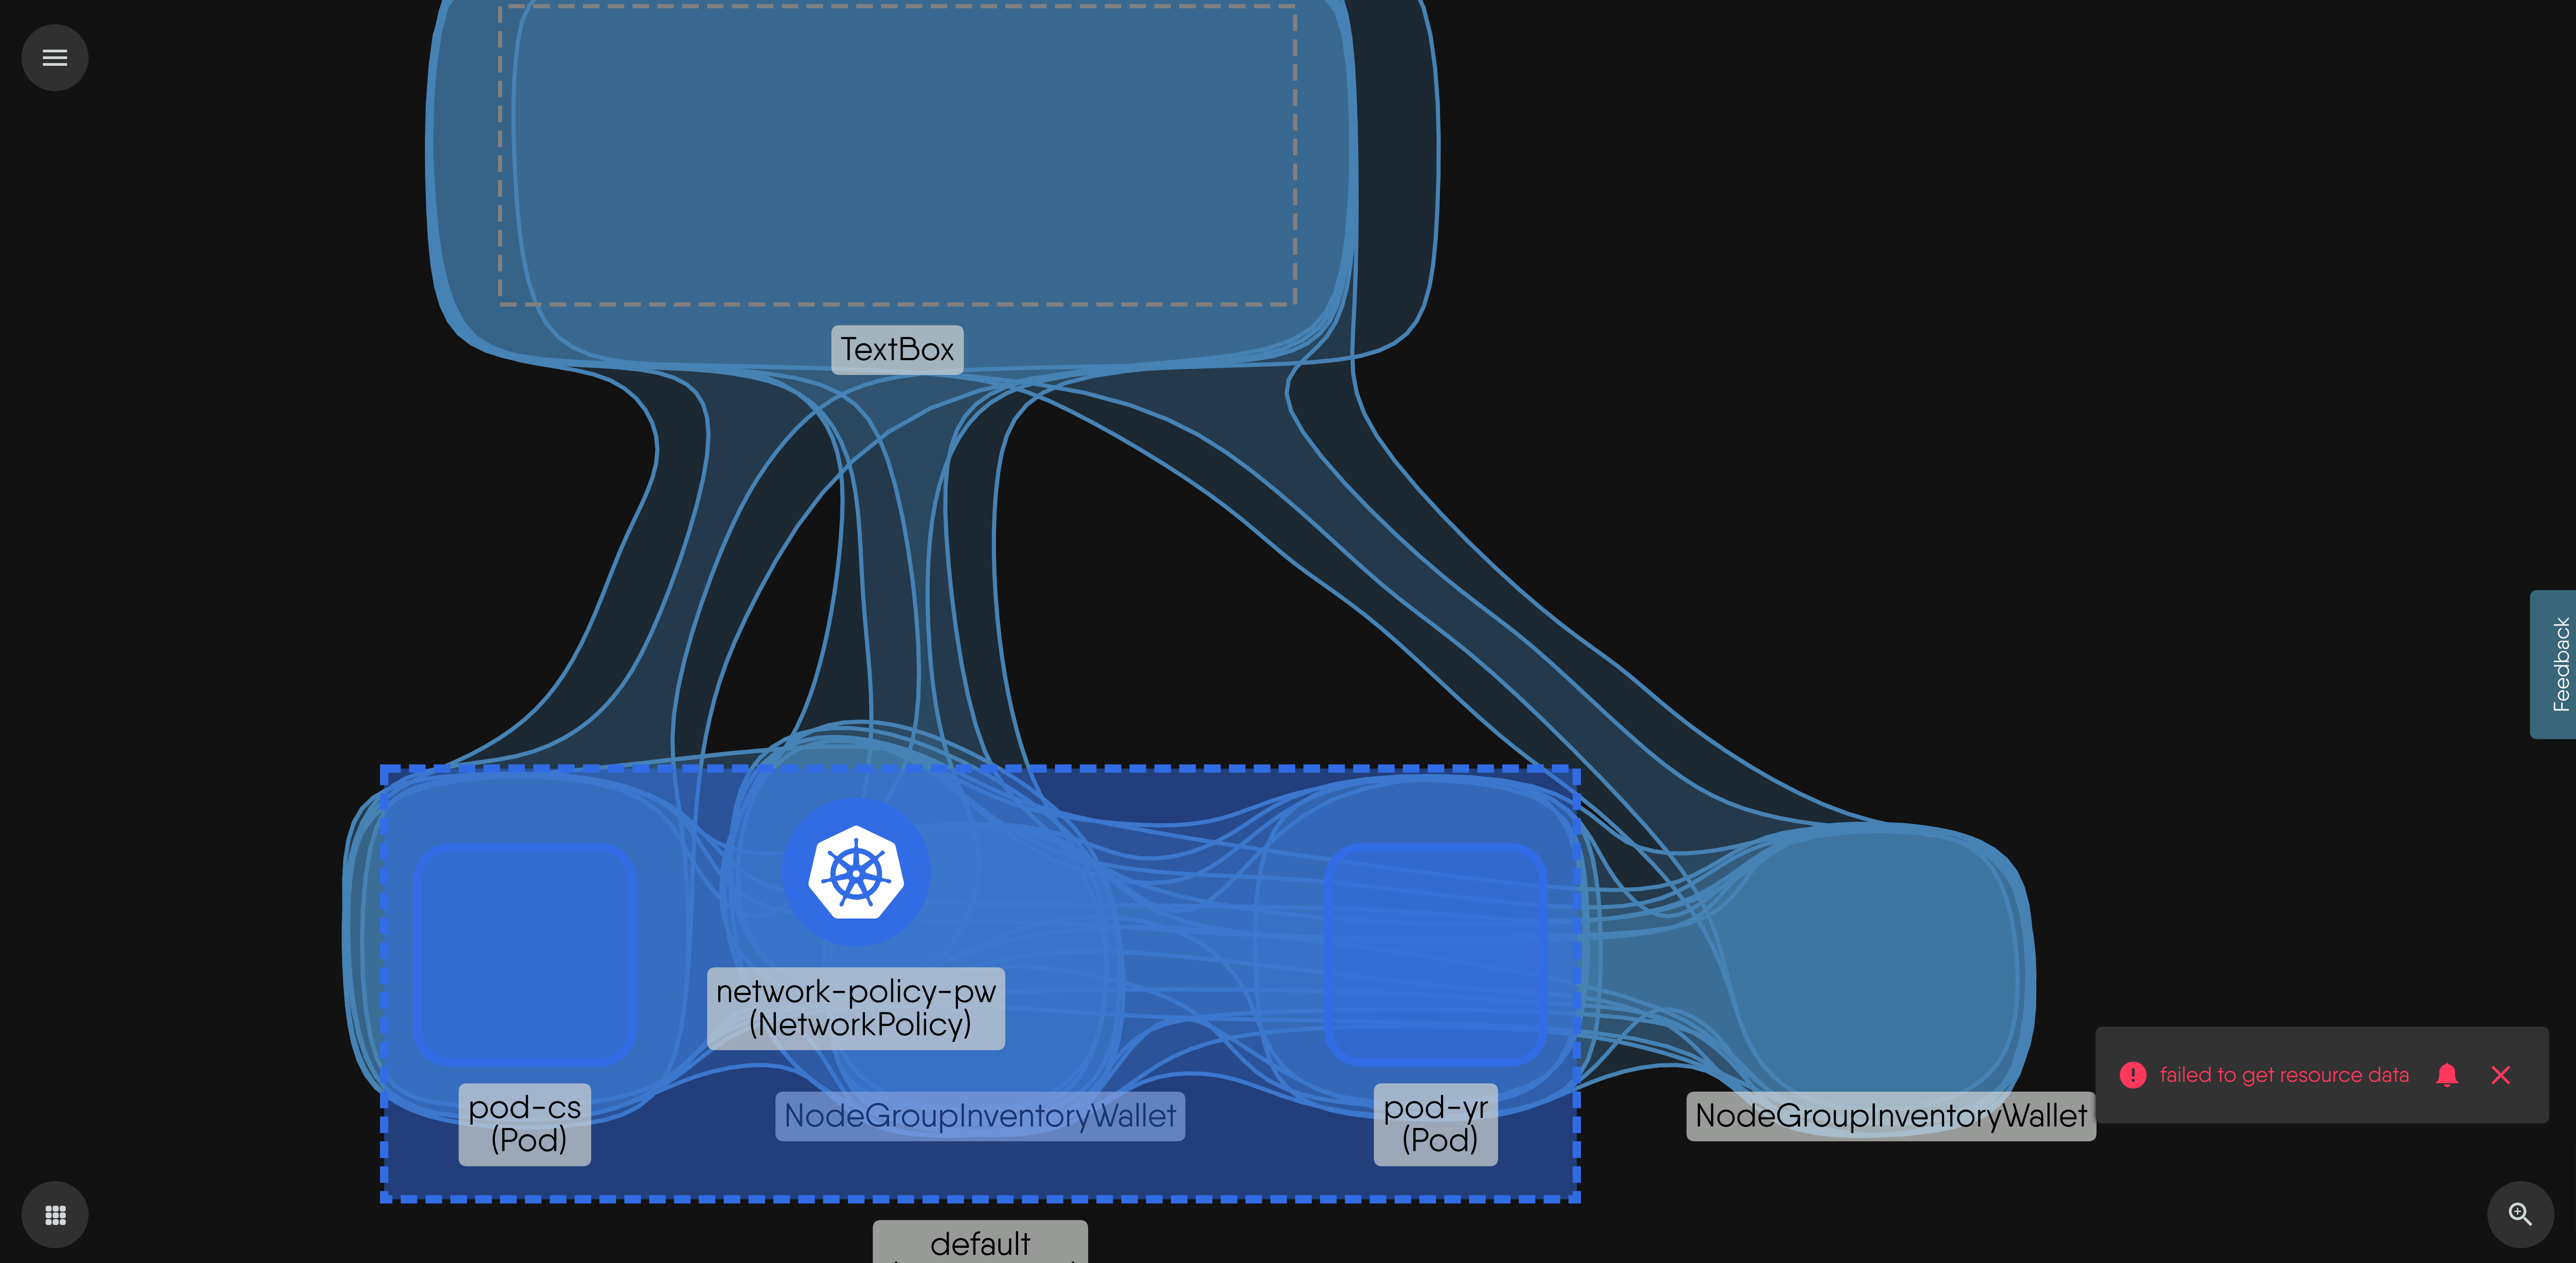 TextBox
Feedback
network-policy-pw
(NetworkPolicy)
failed to get resource data
pod-cs
(Pod)
NodeGroupInventoryWallet
pod-yr
(Pod)
NodeGroupInventoryWallet
default